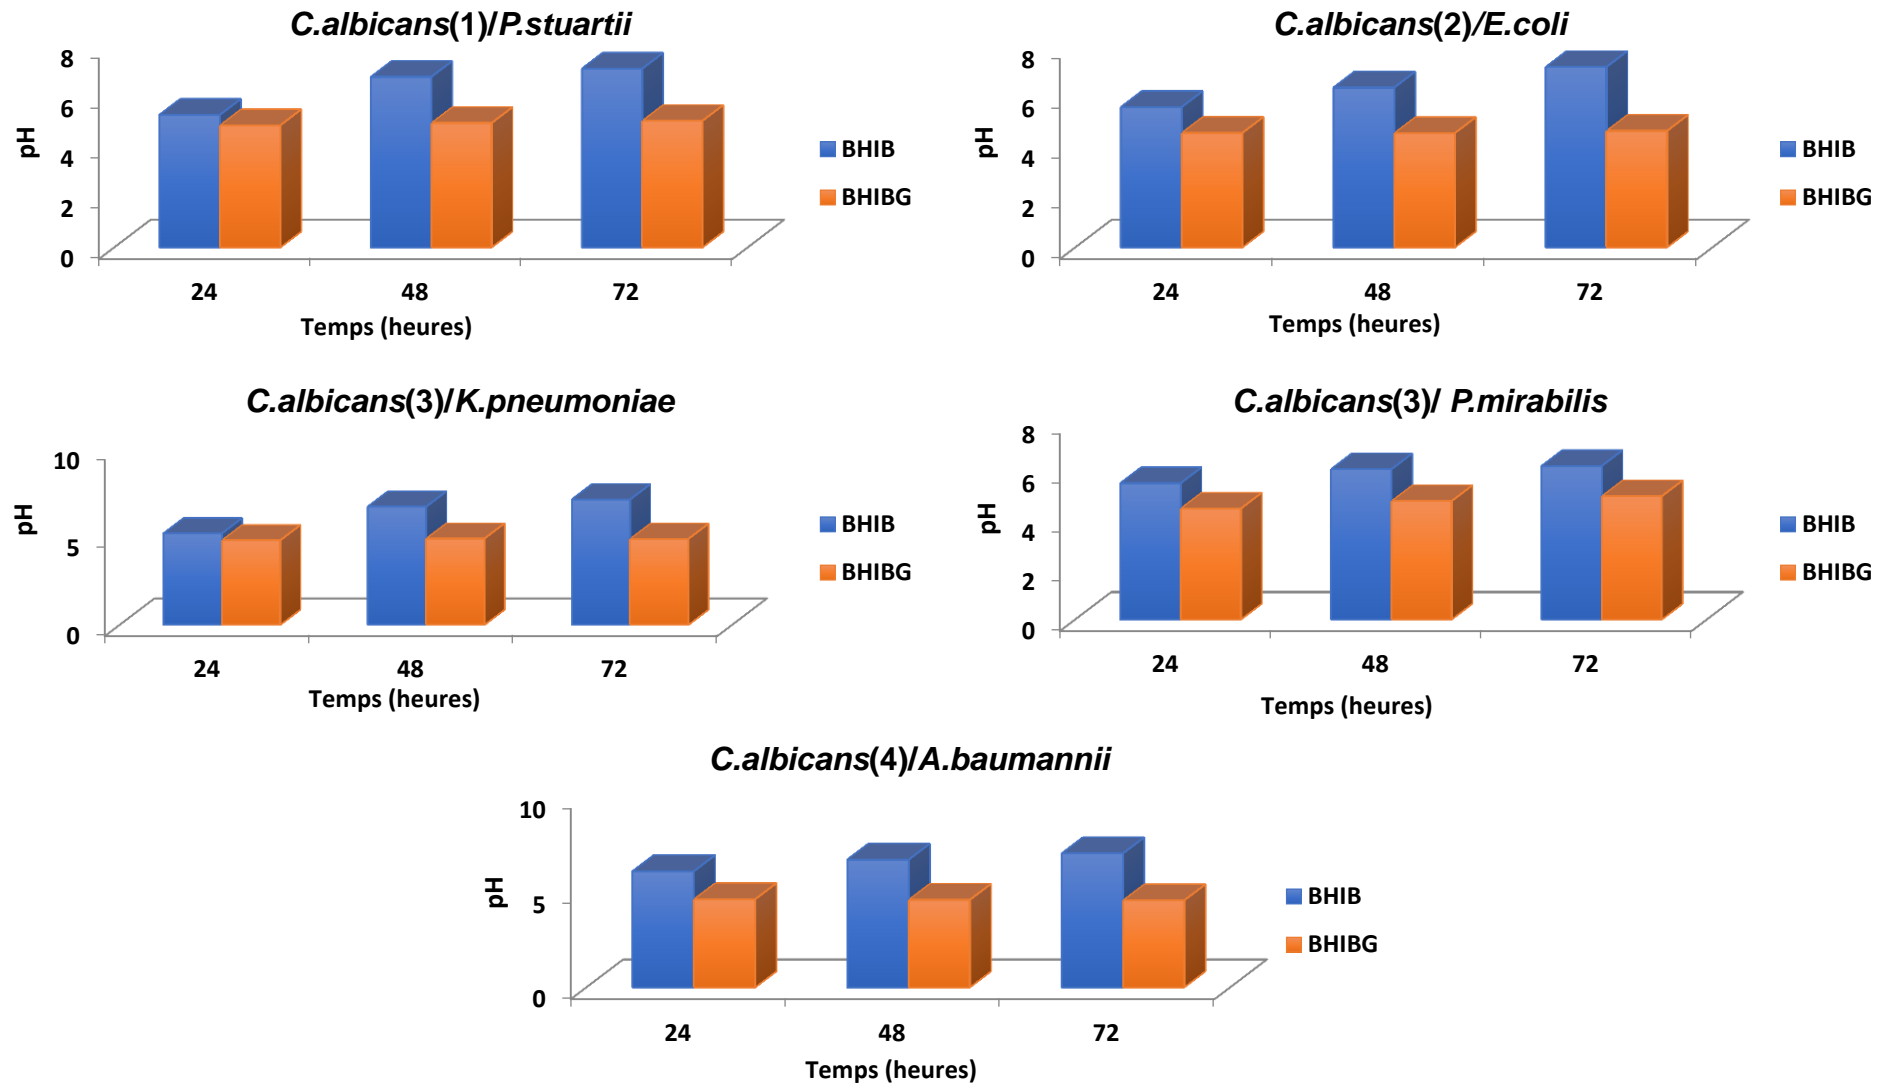 C.albicans(1)/P.stuartii
8
6
4
2
0
pH
24 48 72
Temps (heures)
BHIB
BHIBG
C.albicans(2)/E.coli
8
6
4
2
0
pH
24 48 72
Temps (heures)
BHIB
BHIBG
C.albicans(3)/K.pneumoniae
10
5
0
pH
24 48 72
Temps (heures)
BHIB
BHIBG
C.albicans(3)/ P.mirabilis
8
6
4
2
0
pH
24 48 72
Temps (heures)
BHIB
BHIBG
C.albicans(4)/A.baumannii
10
5
0
pH
24 48 72
Temps (heures)
BHIB
BHIBG